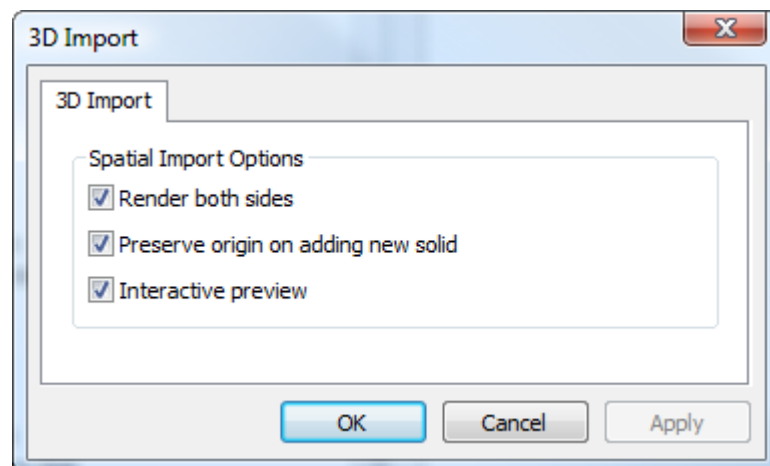 3D Import
3D Import
Spatial Import Options
Render both sides
Preserve origin on adding new solid
Interactive preview
OK Cancel Apply